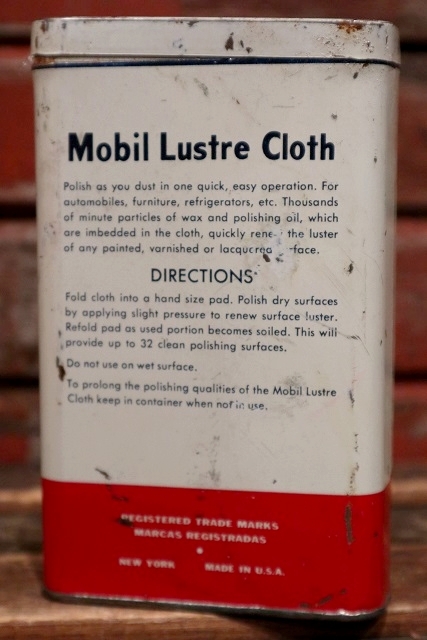 Mobil Lustre Cloth
Polish as you dust in one quick, easy operation. For
automobiles, furniture, refrigerators, etc. Thousands
of minute particles of wax and polishing oil, which
are imbedded in the cloth, quickly renew the luster
of any painted, varnished or lacquered surface.
DIRECTIONS
Fold cloth into a hand size pad. Polish dry surfaces
by applying slight pressure to renew surface luster.
Refold pad as used portion becomes soiled. This will
provide up to 32 clean polishing surfaces.
Do not use on wet surface.
To prolong the polishing qualities of the Mobil Lustre
Cloth keep in container when not in use.
REGISTERED TRADE MARKS
MARCAS REGISTRADAS
NEW YORK MADE IN U.S.A.